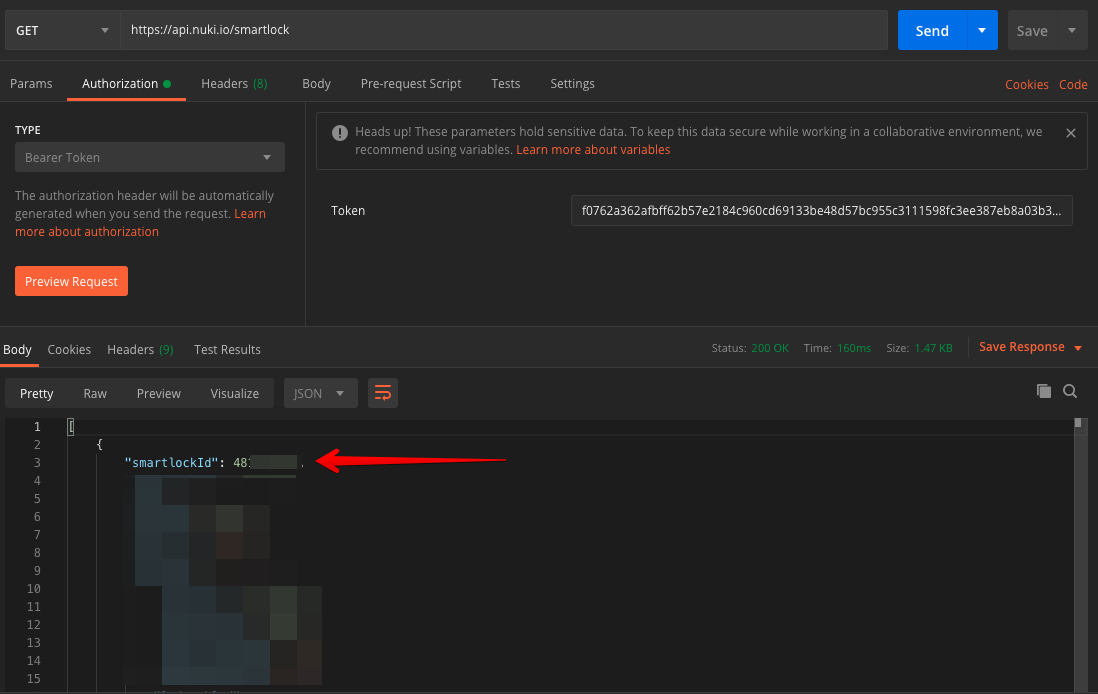 GET https://api.nuki.io/smartlock Send Save
Params Authorization Headers (8) Body Pre-request Script Tests Settings Cookies Code
TYPE
Bearer Token
The authorization header will be automatically
generated when you send the request. Learn
more about authorization
Preview Request
Heads up! These parameters hold sensitive data. To keep this data secure while working in a collaborative environment, we
recommend using variables. Learn more about variables
Token f0762a362afbff62b57e2184c960cd69133be48d57bc955c3111598fc3ee387eb8a03b3...
Body Cookies Headers (9) Test Results Status: 200 OK Time: 160ms Size: 1.47 KB Save Response
Pretty Raw Preview Visualize JSON
1 [
2 {
3 "smartlockId": 48
4
5
6
7
8
9
10
11
12
13
14
15